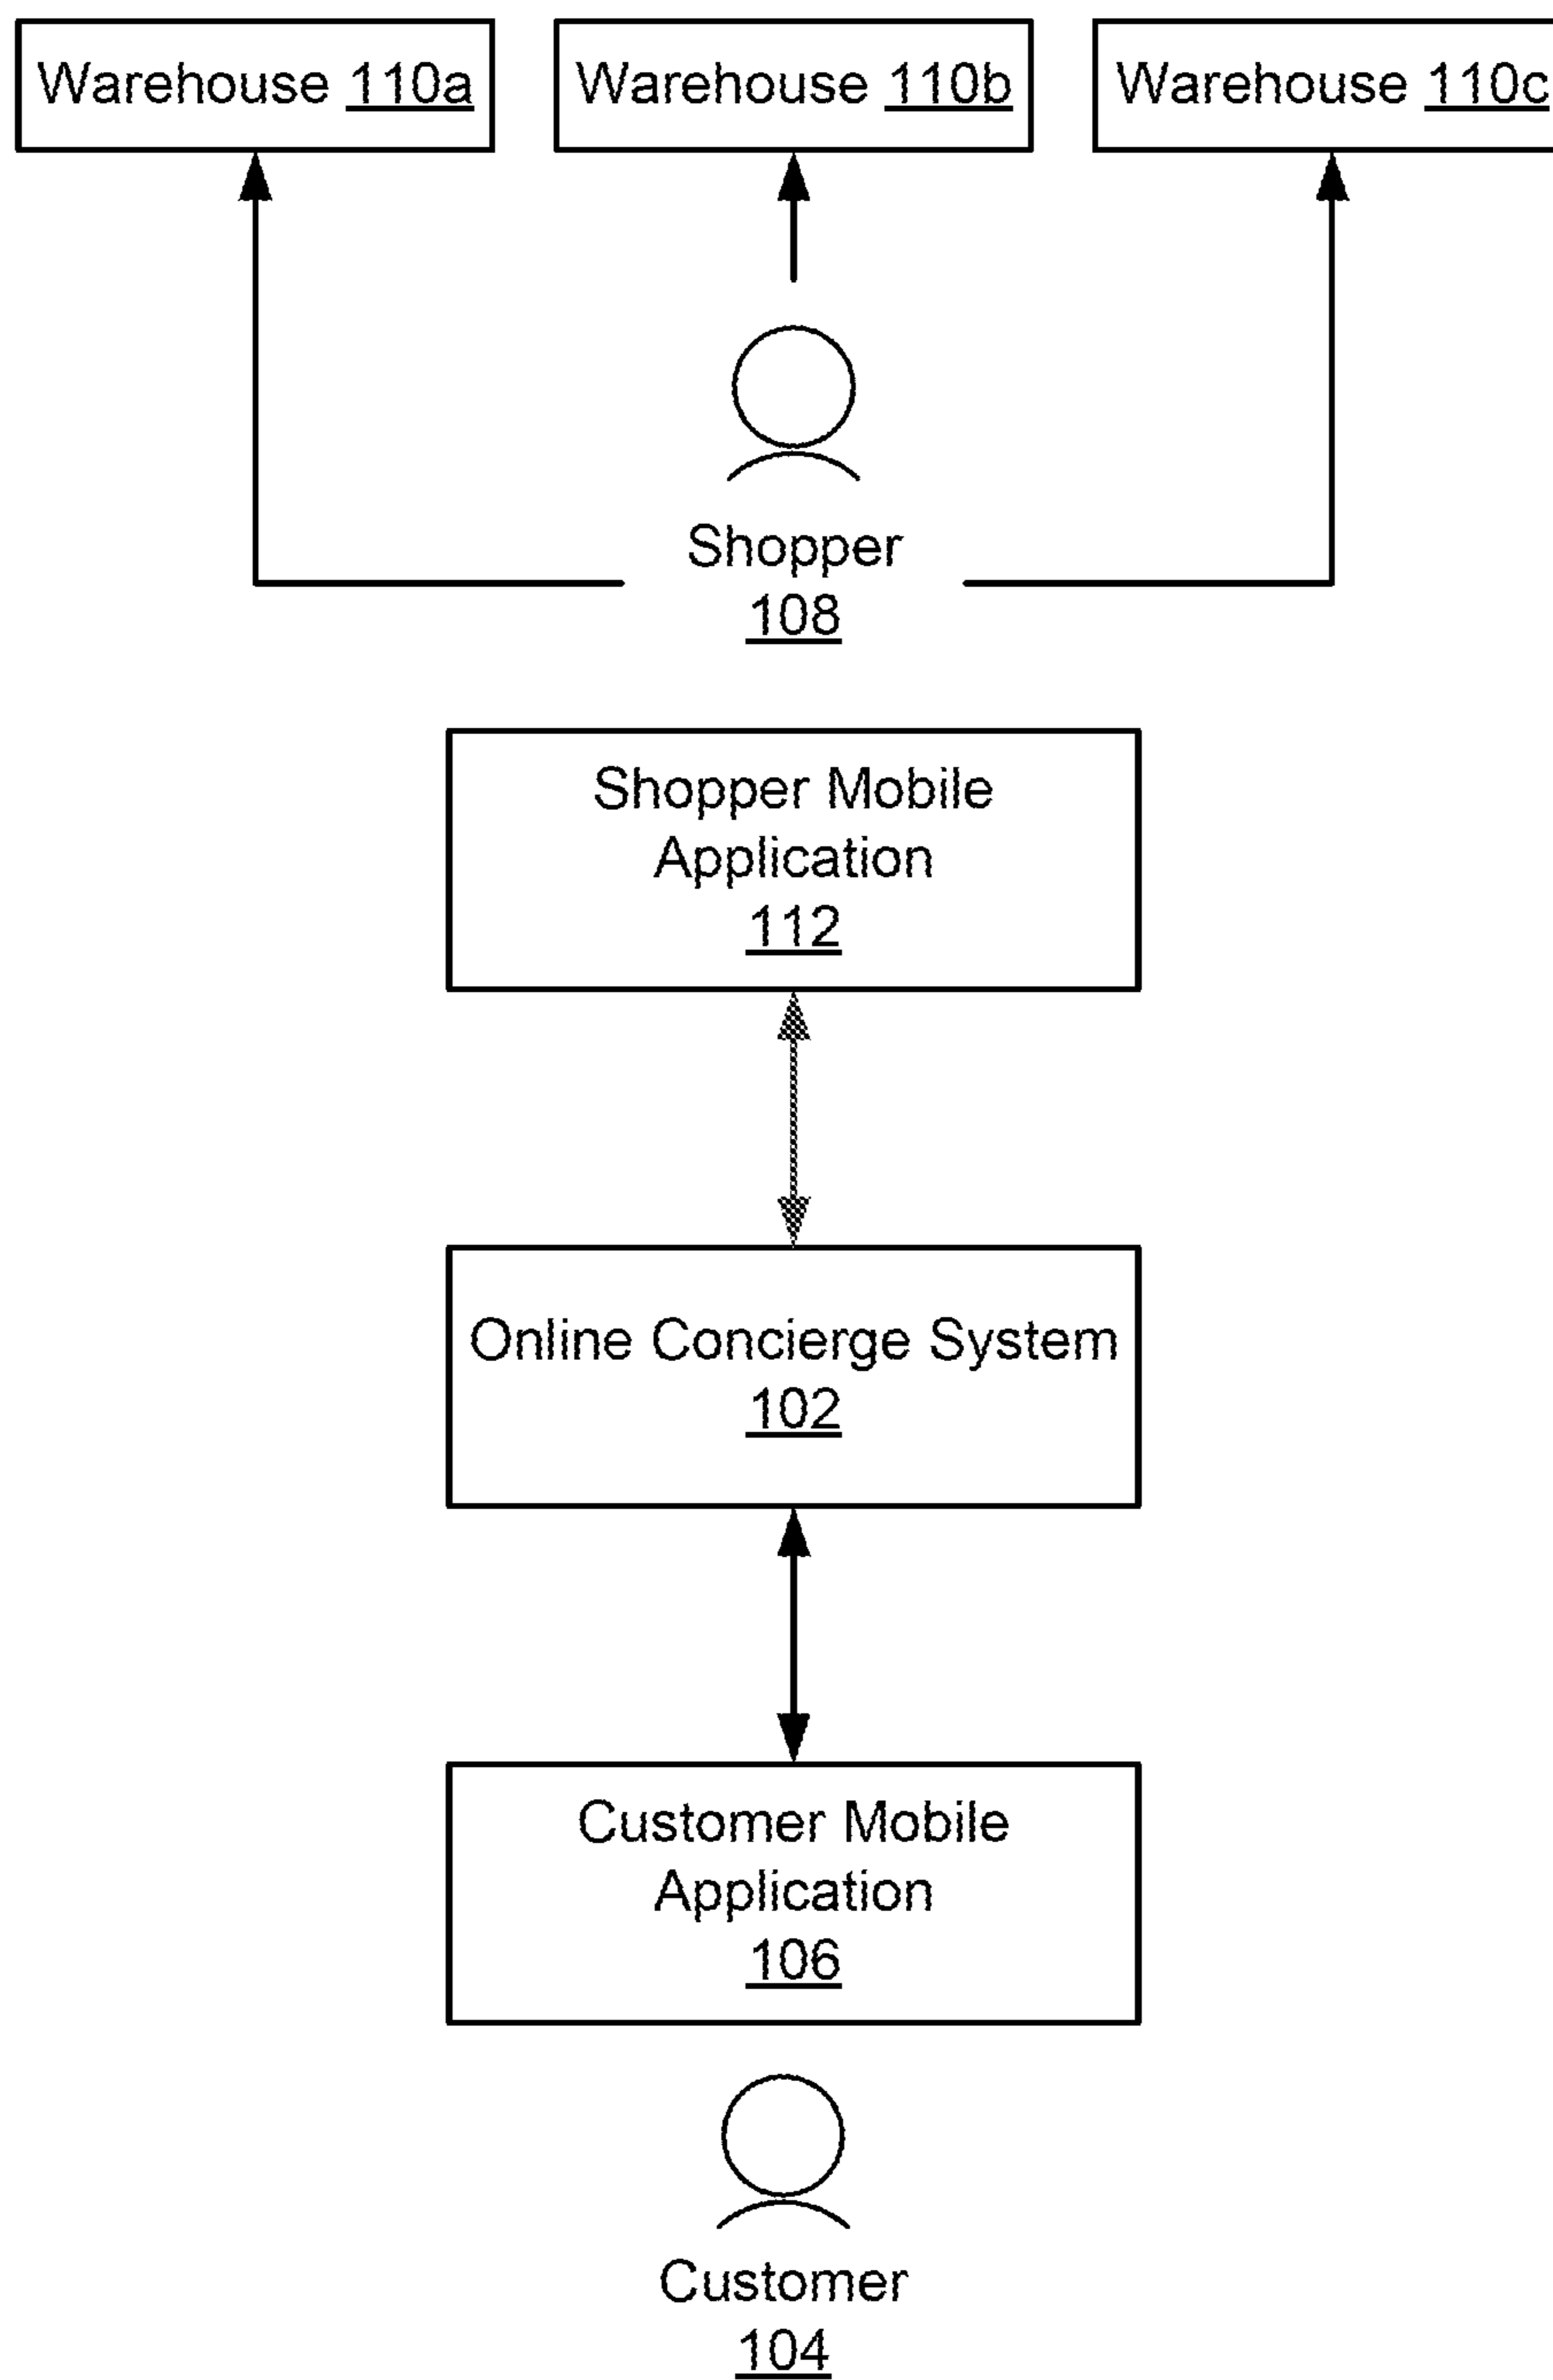 Warehouse 110a
Warehouse 110b
Warehouse 110c
Shopper
108
Shopper Mobile
Application
112
Online Concierge System
102
Customer Mobile
Application
106
Customer
104